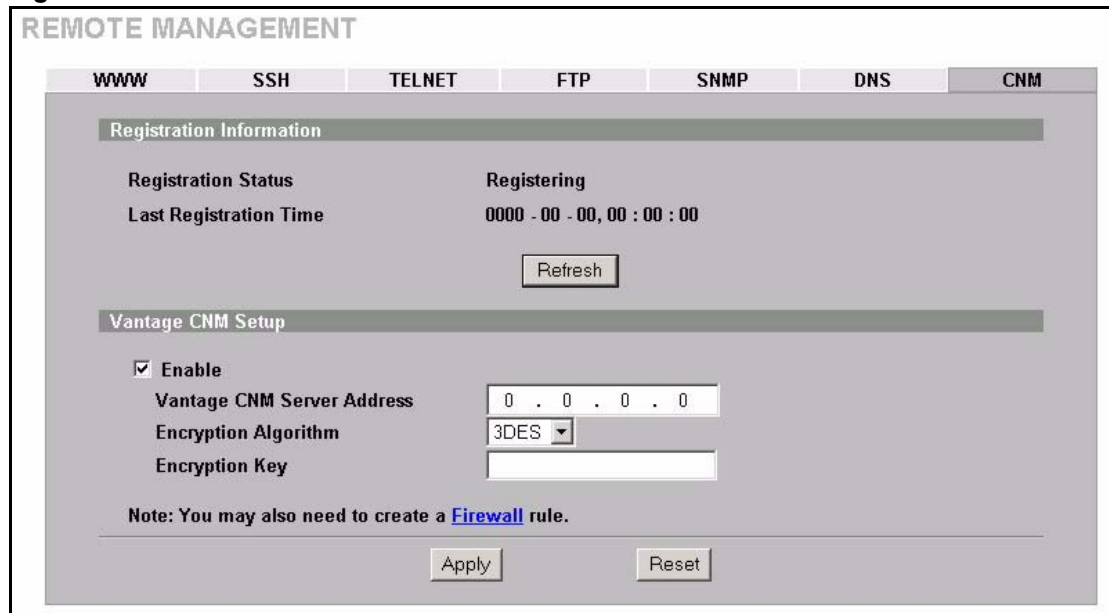 REMOTE MANAGEMENT
WWW SSH TELNET FTP SNMP DNS CNM
Registration Information
Registration Status Registering
Last Registration Time 0000 - 00 - 00, 00 : 00 : 00
Refresh
Vantage CNM Setup
Enable
Vantage CNM Server Address 0 . 0 . 0 . 0
Encryption Algorithm 3DES
Encryption Key
Note: You may also need to create a Firewall rule.
Apply Reset